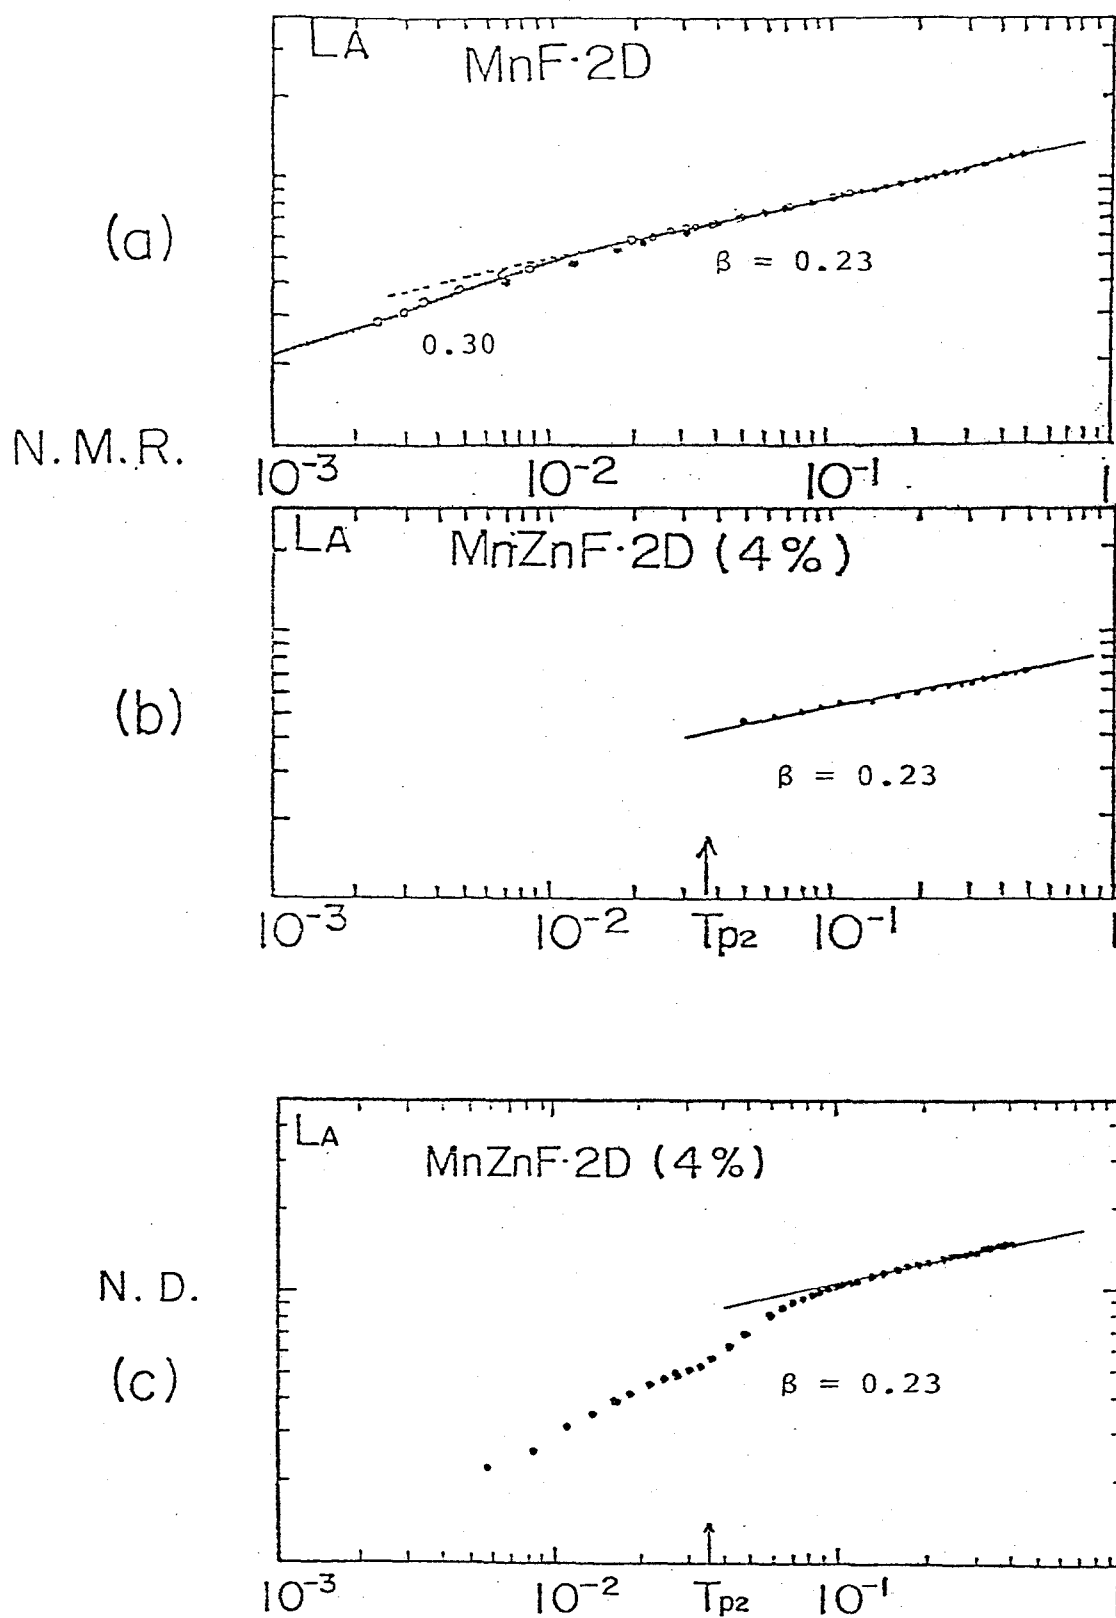 LA
MnF·2D
(a)
β = 0.23
0.30
N.M.R.
10⁻³ 10⁻² 10⁻¹ 1
LA
MnZnF·2D (4%)
(b)
β = 0.23
10⁻³ 10⁻² Tp2 10⁻¹ 1
LA
MnZnF·2D (4%)
N.D.
(c)
β = 0.23
10⁻³ 10⁻² Tp2 10⁻¹